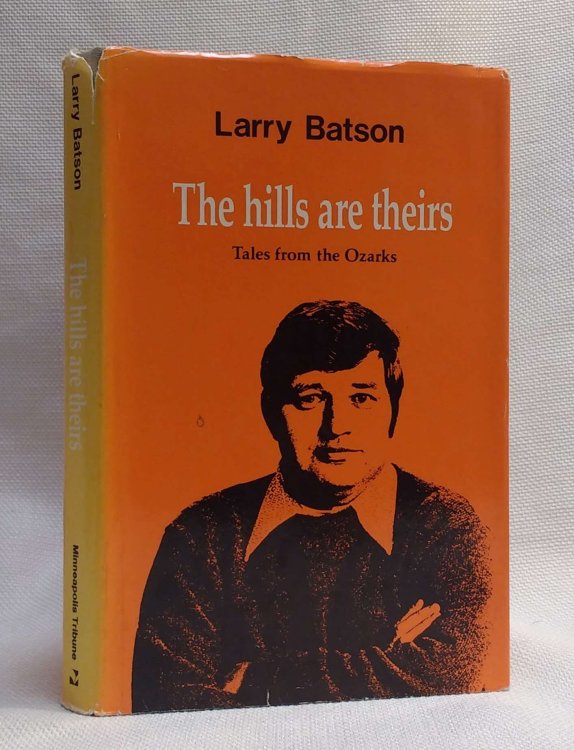 Larry Batson
The hills are theirs
Tales from the Ozarks
Larry Batson
The hills are theirs
Minneapolis Tribune